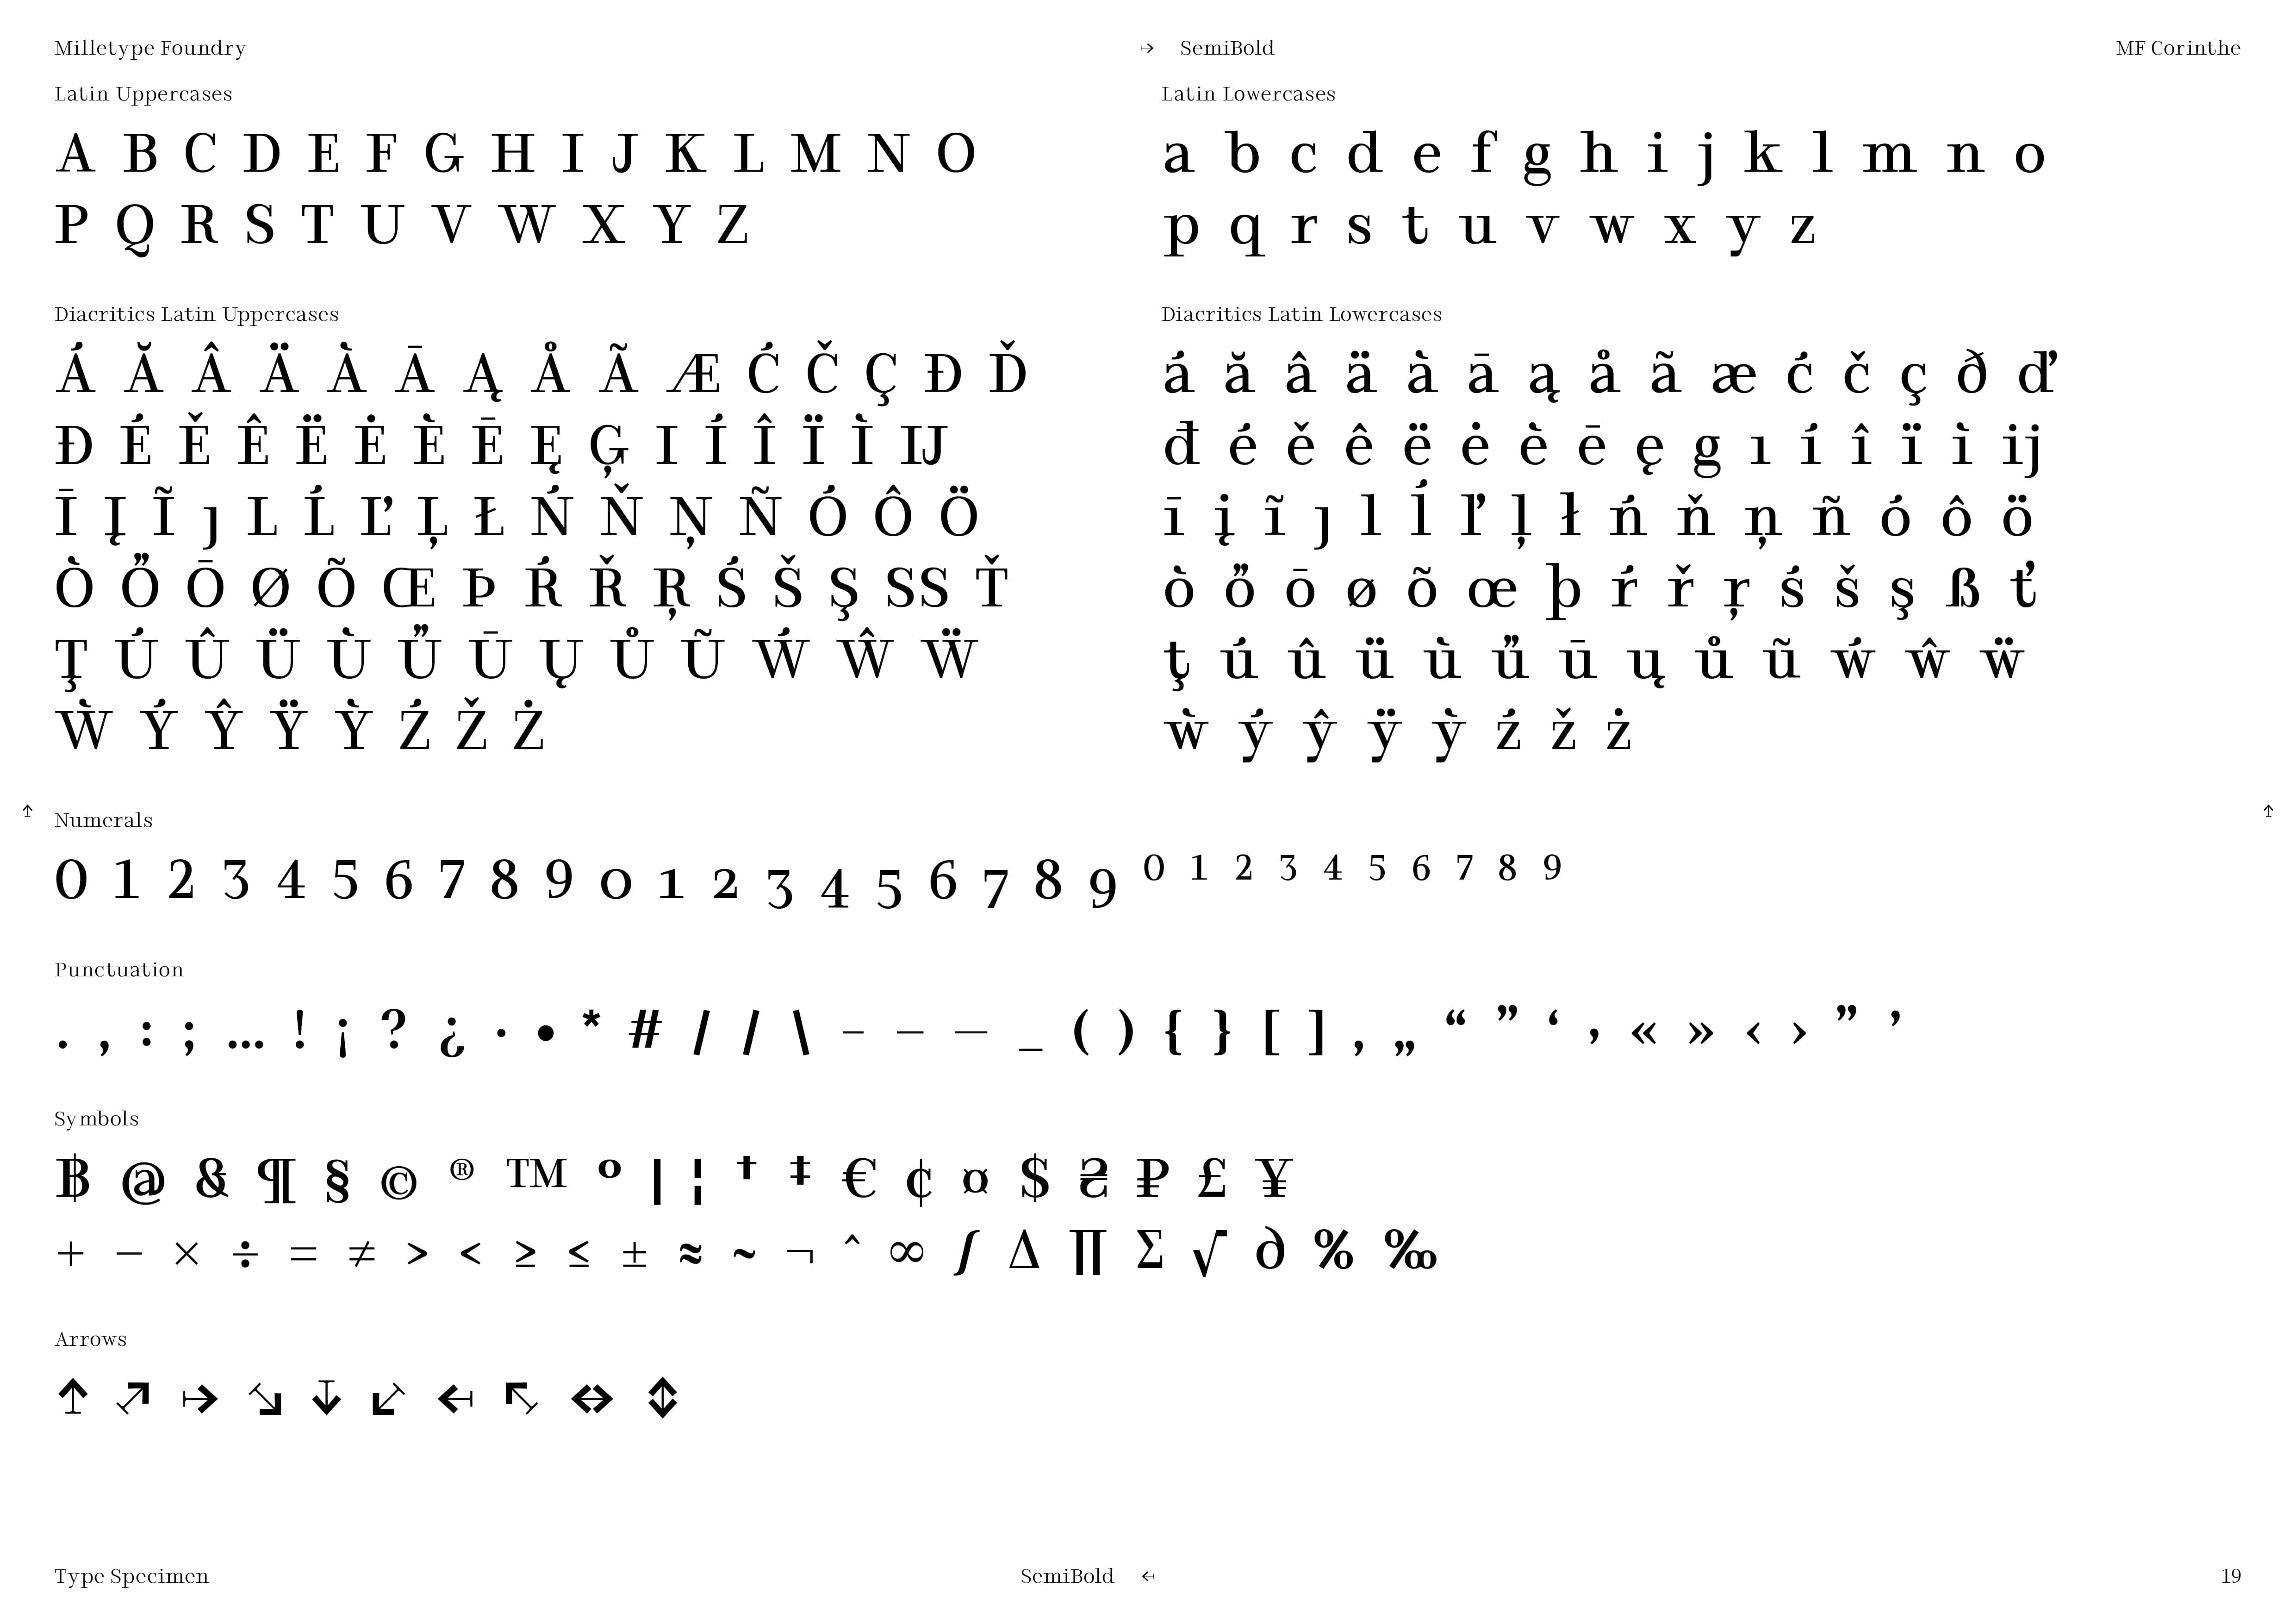 Milletype Foundry
→ SemiBold
MF Corinthe
Latin Uppercases
A B C D E F G H I J K L M N O
P Q R S T U V W X Y Z
Latin Lowercases
a b c d e f g h i j k l m n o
p q r s t u v w x y z
Diacritics Latin Uppercases
Á Ă Â Ä À Ā Ą Å Ã Æ Ć Č Ç Đ Ď
Đ É Ě Ê Ë Ė È Ē Ę Ģ I Í Î Ï Ì IJ
Ī Į Ĩ ȷ L Ĺ Ľ Ļ Ł Ń Ň Ņ Ñ Ó Ô Ö
Ò Ő Ō Ø Õ Œ Þ Ŕ Ř Ŗ Ś Š Ş SS Ť
Ţ Ú Û Ü Ù Ű Ū Ų Ů Ũ Ẃ Ŵ Ẅ
Ẁ Ý Ŷ Ÿ Ỳ Ź Ž Ż
Diacritics Latin Lowercases
á ă â ä à ā ą å ã æ ć č ç ð ď
đ é ě ê ë ė è ē ę g ı í î ï ì ij
ī į ĩ ȷ l ĺ ľ ļ ł ń ň ņ ñ ó ô ö
ò ő ō ø õ œ þ ŕ ř ŗ ś š ş ß ť
ţ ú û ü ù ű ū ų ů ũ ẃ ŵ ẅ
ẁ ý ŷ ÿ ỳ ź ž ż
↑ Numerals ↑
0 1 2 3 4 5 6 7 8 9 0 1 2 3 4 5 6 7 8 9 ⁰ ¹ ² ³ ⁴ ⁵ ⁶ ⁷ ⁸ ⁹
Punctuation
. , : ; … ! ¡ ? ¿ · • * # / / \ - – — _ ( ) { } [ ] ‚ „ “ ” ‘ ’ « » ‹ › ” ’
Symbols
฿ @ & ¶ § © ® ™ º | ¦ † ‡ € ¢ ¤ $ ₴ ₽ £ ¥
+ − × ÷ = ≠ > < ≥ ≤ ± ≈ ~ ¬ ^ ∞ ∫ ∆ ∏ ∑ √ ∂ % ‰
Arrows
↑ ↗ → ↘ ↓ ↙ ← ↖ ↔ ↕
Type Specimen
SemiBold ←
19